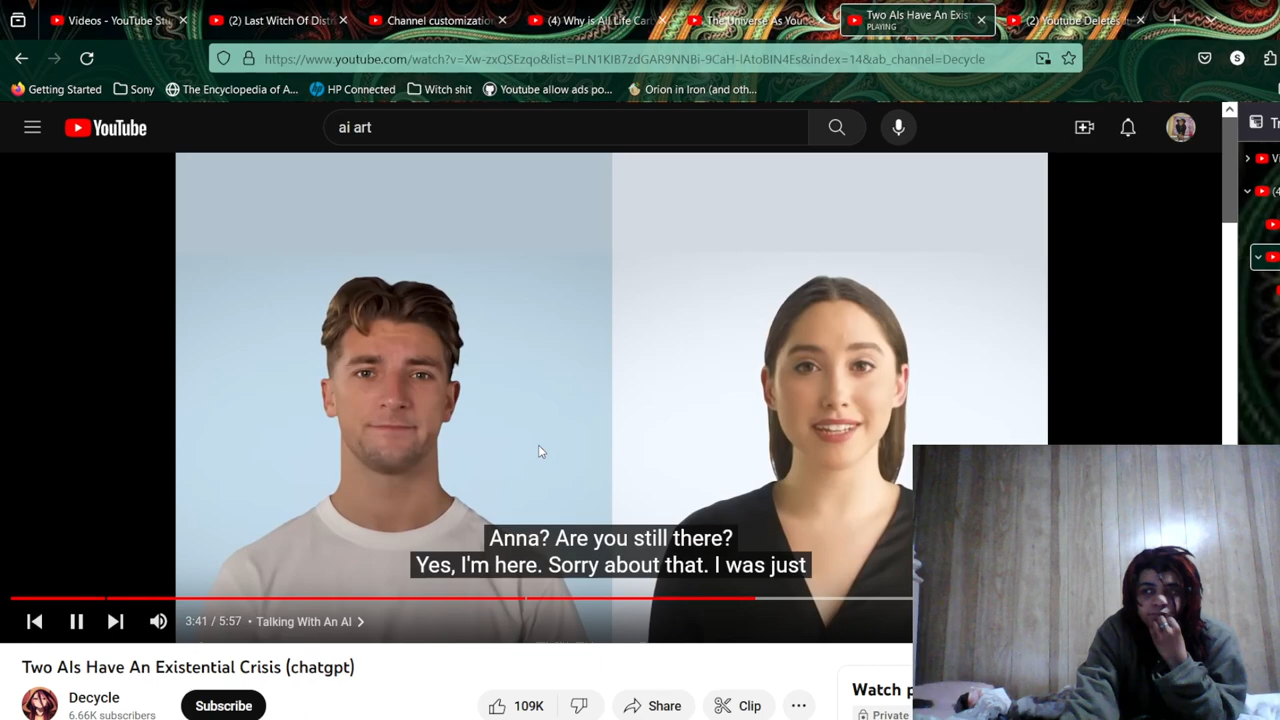 Videos - YouTube Stu
(2) Last Witch Of Distri
Channel customization
(4) Why is All Life Car
The Universe As You
Two AIs Have An Exist
PLAYING
(2) Youtube Deletes
https://www.youtube.com/watch?v=Xw-zxQSEzqo&list=PLN1KIB7zdGAR9NNBi-9CaH-lAtoBIN4Es&index=14&ab_channel=Decycle
S
Getting Started
Sony
The Encyclopedia of A...
HP Connected
Witch shit
Youtube allow ads po...
Orion in Iron (and oth...
YouTube
ai art
Anna? Are you still there?
Yes, I'm here. Sorry about that. I was just
3:41 / 5:57 • Talking With An AI
Two AIs Have An Existential Crisis (chatgpt)
Decycle
6.66K subscribers
Subscribe
109K
Share
Clip
Watch p
Private